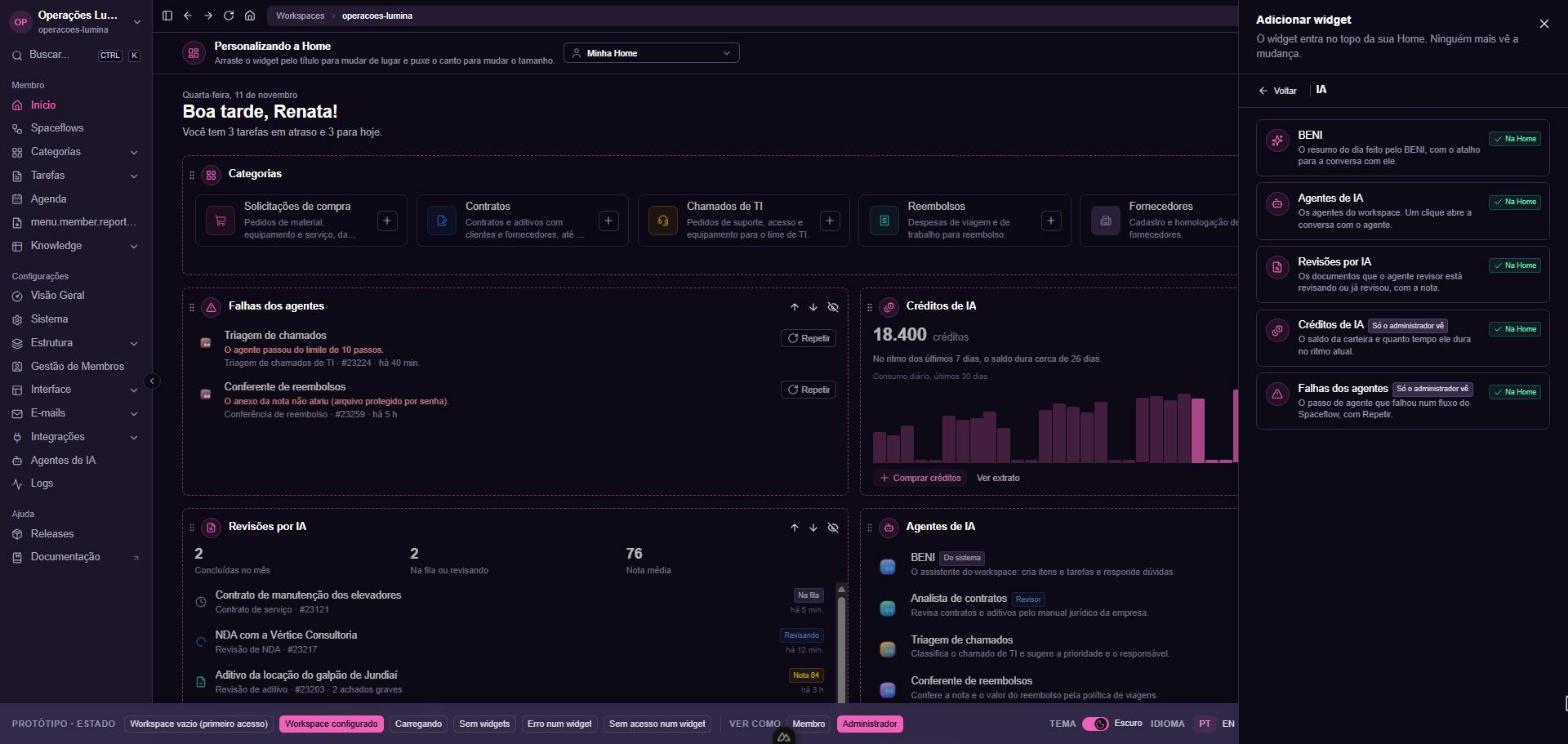 OP
Operações Lu...
operacoes-lumina
Buscar...
CTRL
K
Membro
Início
Spaceflows
Categorias
Tarefas
Agenda
menu.member.report...
Knowledge
Configurações
Visão Geral
Sistema
Estrutura
Gestão de Membros
Interface
E-mails
Integrações
Agentes de IA
Logs
Ajuda
Releases
Documentação
Workspaces
operacoes-lumina
Personalizando a Home
Arraste o widget pelo título para mudar de lugar e puxe o canto para mudar o tamanho.
Minha Home
Quarta-feira, 11 de novembro
Boa tarde, Renata!
Você tem 3 tarefas em atraso e 3 para hoje.
Categorias
Solicitações de compra
Pedidos de material,
equipamento e serviço, da...
Contratos
Contratos e aditivos com
clientes e fornecedores, até ...
Chamados de TI
Pedidos de suporte, acesso e
equipamento para o time de TI.
Reembolsos
Despesas de viagem e de
trabalho para reembolso.
Fornecedores
Cadastro e homologação de
fornecedores.
Falhas dos agentes
Triagem de chamados
O agente passou do limite de 10 passos.
Triagem de chamados de TI · #23224 · há 40 min.
Repetir
Conferente de reembolsos
O anexo da nota não abriu (arquivo protegido por senha).
Conferência de reembolso · #23259 · há 5 h
Repetir
Créditos de IA
18.400 créditos
No ritmo dos últimos 7 dias, o saldo dura cerca de 26 dias.
Consumo diário, últimos 30 dias
Comprar créditos
Ver extrato
Revisões por IA
2
Concluídas no mês
2
Na fila ou revisando
76
Nota média
Contrato de manutenção dos elevadores
Contrato de serviço · #23121
Na fila
há 5 min.
NDA com a Vértice Consultoria
Revisão de NDA · #23217
Revisando
há 12 min.
Aditivo da locação do galpão de Jundiaí
Revisão de aditivo · #23203 · 2 achados graves
Nota 64
há 3 h
Agentes de IA
BENI
Do sistema
O assistente do workspace: cria itens e tarefas e responde dúvidas.
Analista de contratos
Revisor
Revisa contratos e aditivos pelo manual jurídico da empresa.
Triagem de chamados
Classifica o chamado de TI e sugere a prioridade e o responsável.
Conferente de reembolsos
Confere a nota e o valor do reembolso pela política de viagens.
Adicionar widget
O widget entra no topo da sua Home. Ninguém mais vê a
mudança.
Voltar
IA
BENI
O resumo do dia feito pelo BENI, com o atalho
para a conversa com ele.
Na Home
Agentes de IA
Os agentes do workspace. Um clique abre a
conversa com o agente.
Na Home
Revisões por IA
Os documentos que o agente revisor está
revisando ou já revisou, com a nota.
Na Home
Créditos de IA
Só o administrador vê
O saldo da carteira e quanto tempo ele dura
no ritmo atual.
Na Home
Falhas dos agentes
Só o administrador vê
O passo de agente que falhou num fluxo do
Spaceflow, com Repetir.
Na Home
PROTÓTIPO · ESTADO
Workspace vazio (primeiro acesso)
Workspace configurado
Carregando
Sem widgets
Erro num widget
Sem acesso num widget
VER COMO
Membro
Administrador
TEMA
Escuro
IDIOMA
PT
EN